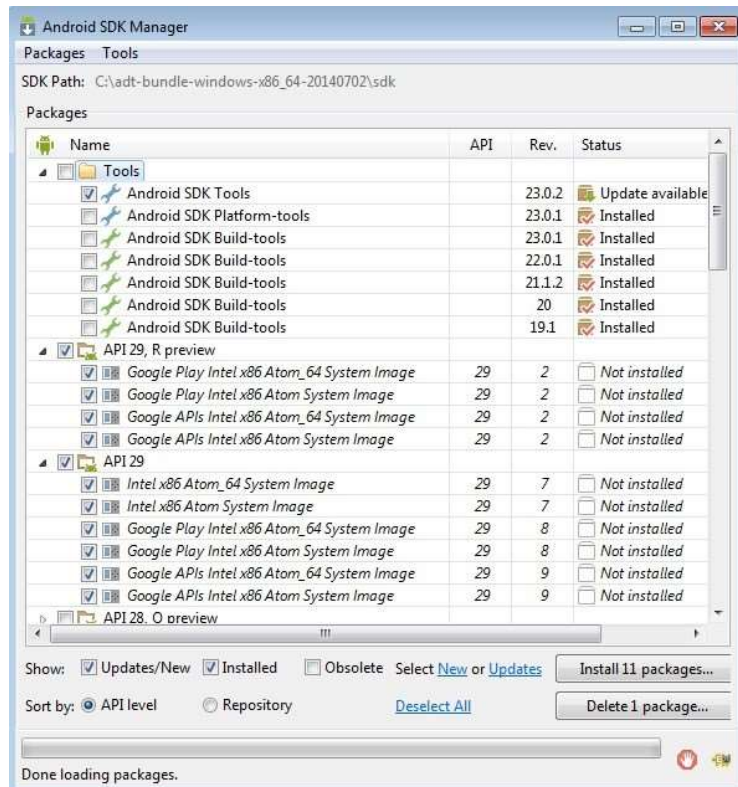 Android SDK Manager
Packages Tools
SDK Path: C:\adt-bundle-windows-x86_64-20140702\sdk
Packages
Name API Rev. Status
Tools
Android SDK Tools 23.0.2 Update available
Android SDK Platform-tools 23.0.1 Installed
Android SDK Build-tools 23.0.1 Installed
Android SDK Build-tools 22.0.1 Installed
Android SDK Build-tools 21.1.2 Installed
Android SDK Build-tools 20 Installed
Android SDK Build-tools 19.1 Installed
API 29, R preview
Google Play Intel x86 Atom_64 System Image 29 2 Not installed
Google Play Intel x86 Atom System Image 29 2 Not installed
Google APIs Intel x86 Atom_64 System Image 29 2 Not installed
Google APIs Intel x86 Atom System Image 29 2 Not installed
API 29
Intel x86 Atom_64 System Image 29 7 Not installed
Intel x86 Atom System Image 29 7 Not installed
Google Play Intel x86 Atom_64 System Image 29 8 Not installed
Google Play Intel x86 Atom System Image 29 8 Not installed
Google APIs Intel x86 Atom_64 System Image 29 9 Not installed
Google APIs Intel x86 Atom System Image 29 9 Not installed
API 28, Q preview
Show: Updates/New Installed Obsolete Select New or Updates Install 11 packages...
Sort by: API level Repository Deselect All Delete 1 package...
Done loading packages.